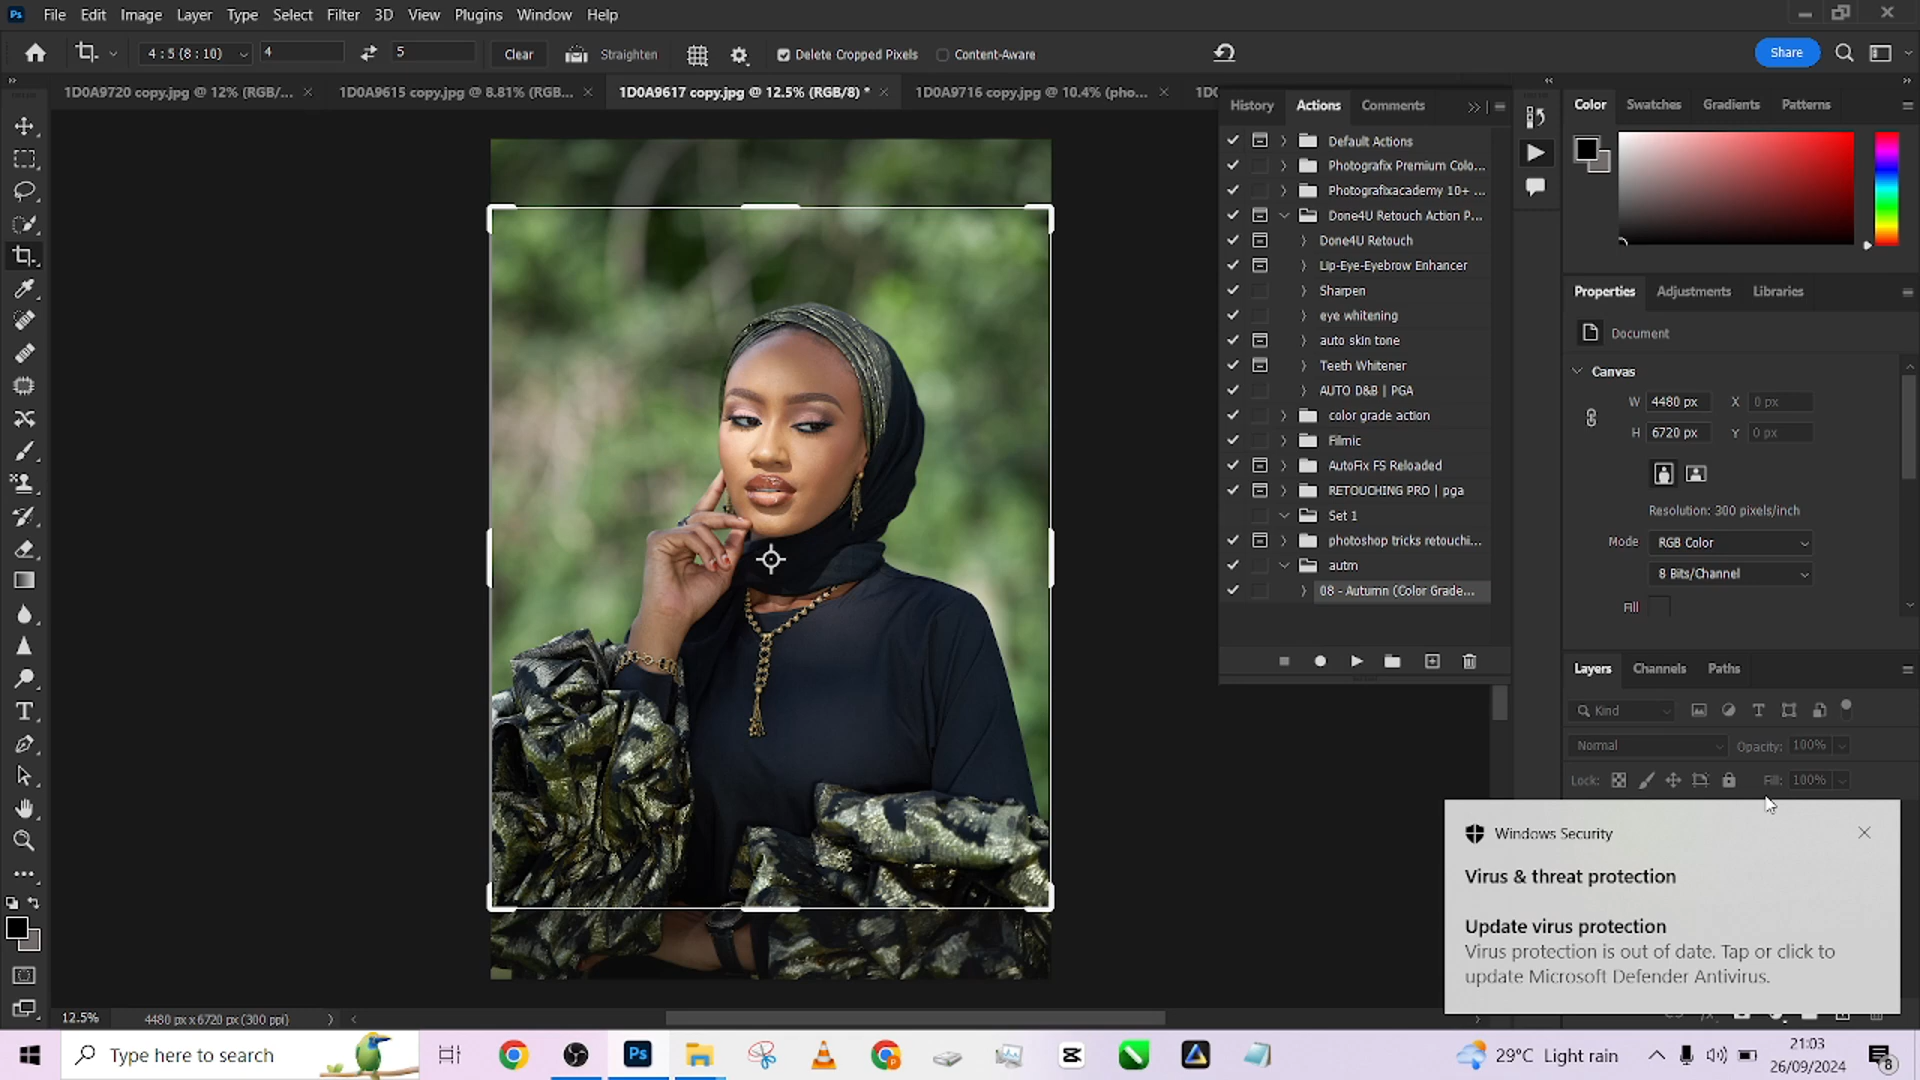 Ps File Edit Image Layer Type Select Filter 3D View Plugins Window Help
4 : 5 (8 : 10) 4 5 Clear Straighten Delete Cropped Pixels Content-Aware Share
1D0A9720 copy.jpg @ 12% (RGB/... 1D0A9615 copy.jpg @ 8.81% (RGB... 1D0A9617 copy.jpg @ 12.5% (RGB/8) * 1D0A9716 copy.jpg @ 10.4% (pho...
History Actions Comments
Default Actions
Photografix Premium Colo...
Photografixacademy 10+ ...
Done4U Retouch Action P...
Done4U Retouch
Lip-Eye-Eyebrow Enhancer
Sharpen
eye whitening
auto skin tone
Teeth Whitener
AUTO D&B | PGA
color grade action
Filmic
AutoFix FS Reloaded
RETOUCHING PRO | pga
Set 1
photoshop tricks retouchi...
autm
08 - Autumn (Color Grade...
Color Swatches Gradients Patterns
Properties Adjustments Libraries
Document
Canvas
W 4480 px X 0 px
H 6720 px Y 0 px
Resolution: 300 pixels/inch
Mode RGB Color
8 Bits/Channel
Fill
Layers Channels Paths
Kind
Normal Opacity: 100%
Lock: Fill: 100%
Windows Security
Virus & threat protection
Update virus protection
Virus protection is out of date. Tap or click to
update Microsoft Defender Antivirus.
12.5% 4480 px x 6720 px (300 ppi)
Type here to search
Ps
29°C Light rain
21:03
26/09/2024
8